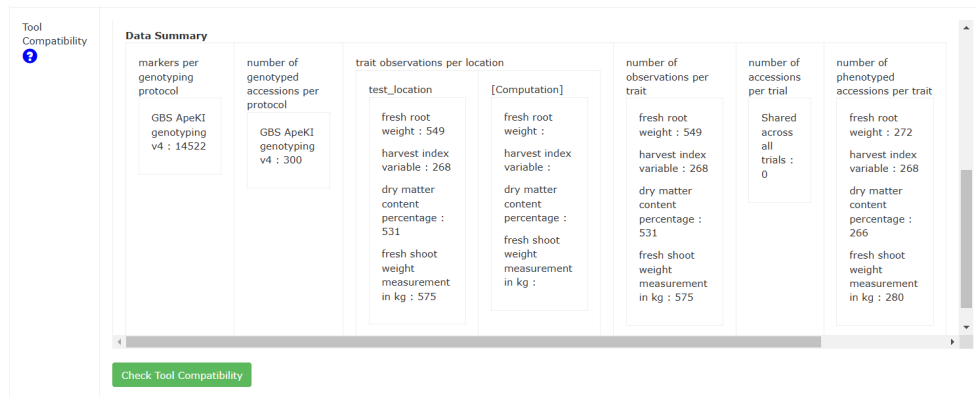 Tool
Compatibility
?
Data Summary
markers per
genotyping
protocol
GBS ApeKI
genotyping
v4 : 14522
number of
genotyped
accessions per
protocol
GBS ApeKI
genotyping
v4 : 300
trait observations per location
test_location
fresh root
weight : 549
harvest index
variable : 268
dry matter
content
percentage :
531
fresh shoot
weight
measurement
in kg : 575
[Computation]
fresh root
weight :
harvest index
variable :
dry matter
content
percentage :
fresh shoot
weight
measurement
in kg :
number of
observations per
trait
fresh root
weight : 549
harvest index
variable : 268
dry matter
content
percentage :
531
fresh shoot
weight
measurement
in kg : 575
number of
accessions
per trial
Shared
across
all
trials :
0
number of
phenotyped
accessions per trait
fresh root
weight : 272
harvest index
variable : 268
dry matter
content
percentage :
266
fresh shoot
weight
measurement
in kg : 280
Check Tool Compatibility